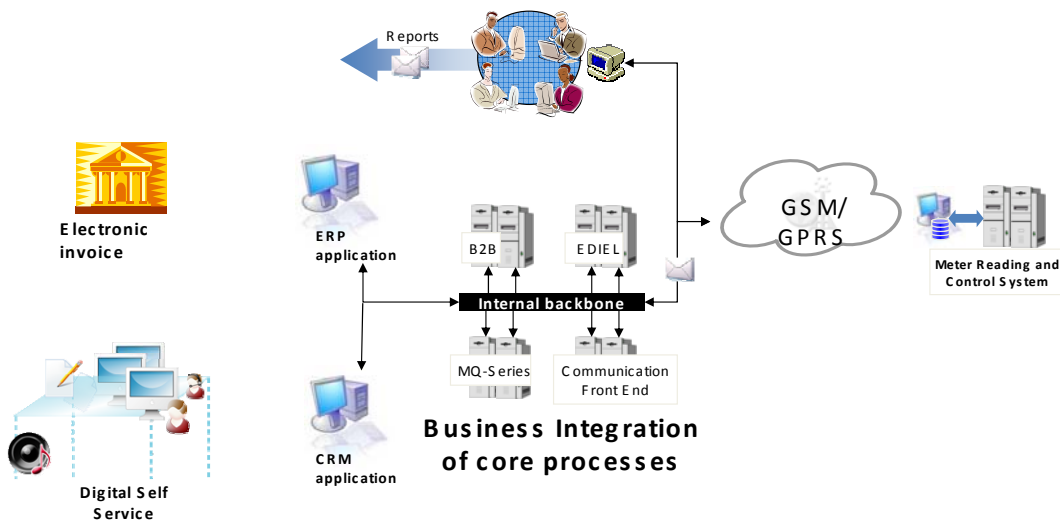 Reports
Electronic
invoice
ERP
application
B2B
EDIEL
GSM/
GPRS
Meter Reading and
Control System
Internal backbone
MQ-Series
Communication
Front End
Business Integration
of core processes
CRM
application
Digital Self
Service